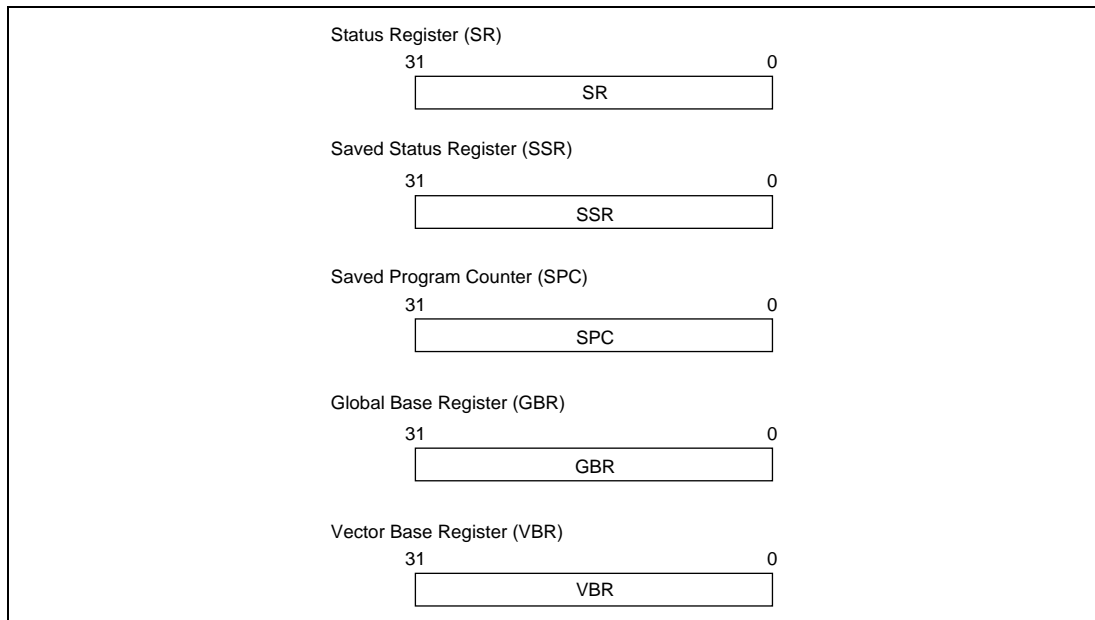 Status Register (SR)
31 0
SR
Saved Status Register (SSR)
31 0
SSR
Saved Program Counter (SPC)
31 0
SPC
Global Base Register (GBR)
31 0
GBR
Vector Base Register (VBR)
31 0
VBR